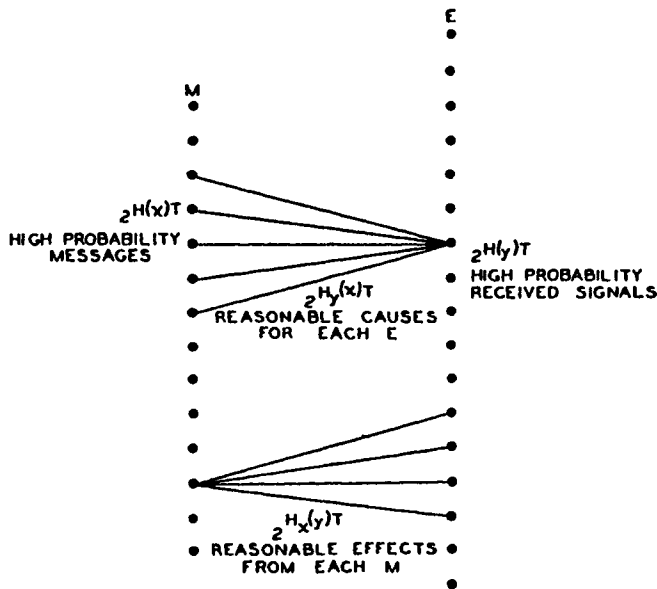 E
M
2H(x)T
HIGH PROBABILITY
MESSAGES
2H(y)T
HIGH PROBABILITY
RECEIVED SIGNALS
2Hy(x)T
REASONABLE CAUSES
FOR EACH E
2Hx(y)T
REASONABLE EFFECTS
FROM EACH M